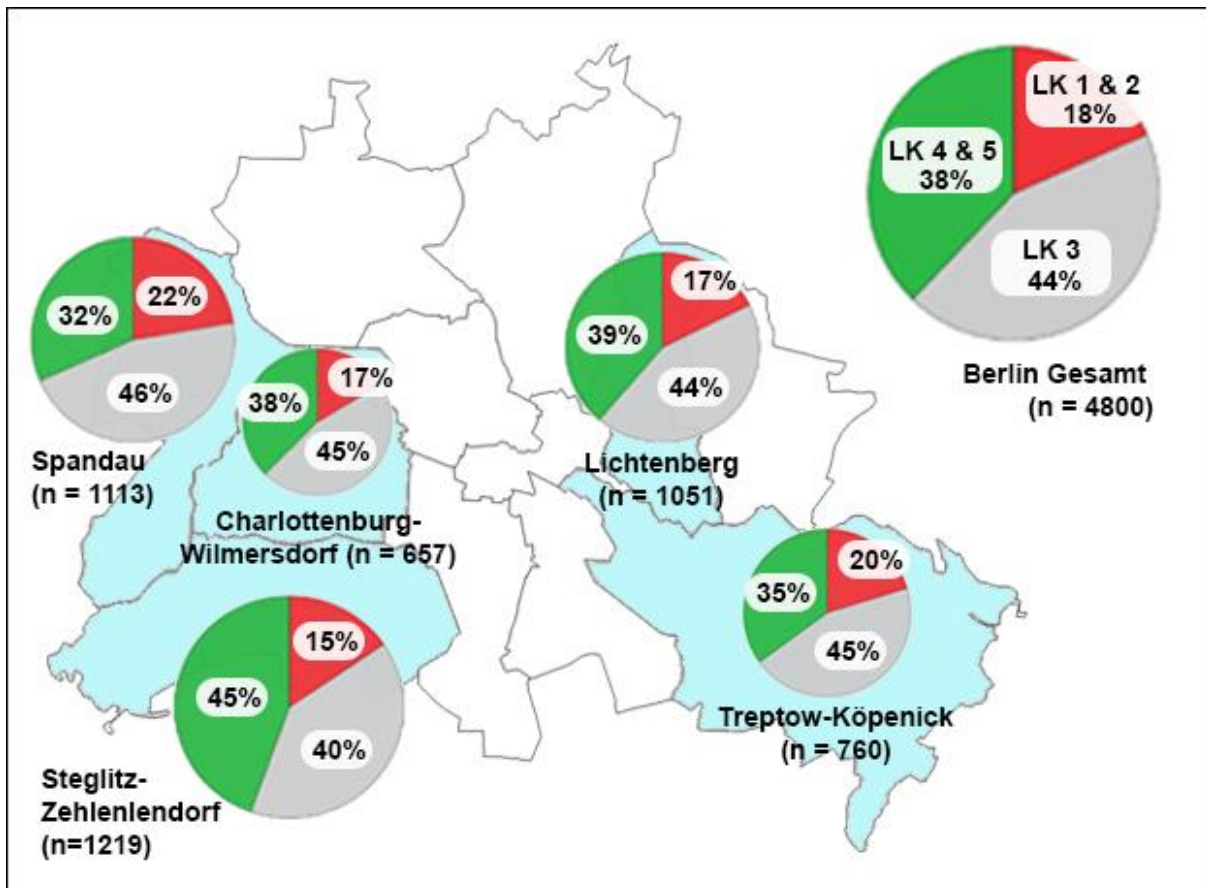 LK 1 & 2
18%
LK 4 & 5
38%
LK 3
44%
Berlin Gesamt
(n = 4800)
22%
32%
46%
Spandau
(n = 1113)
17%
38%
45%
Charlottenburg-
Wilmersdorf (n = 657)
17%
39%
44%
Lichtenberg
(n = 1051)
20%
35%
45%
Treptow-Köpenick
(n = 760)
15%
45%
40%
Steglitz-
Zehlenlendorf
(n=1219)